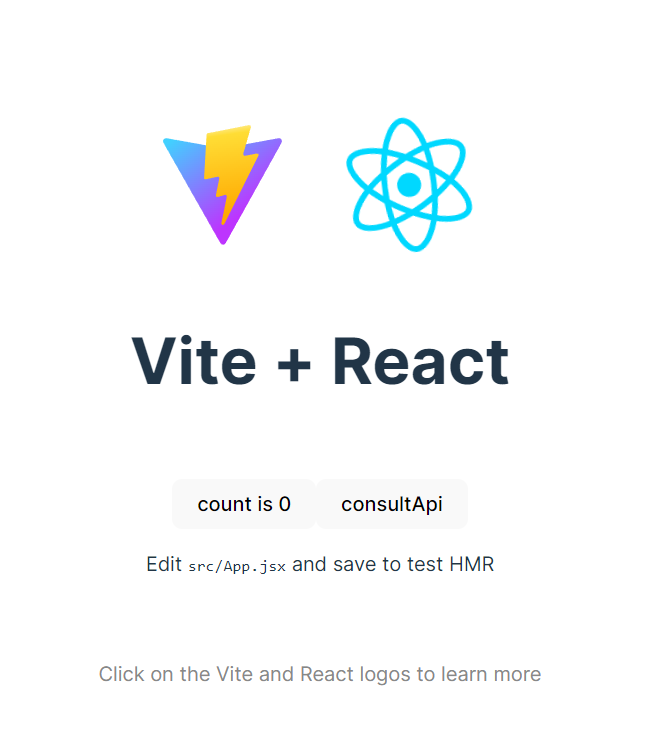 Vite + React
count is 0 consultApi
Edit src/App.jsx and save to test HMR
Click on the Vite and React logos to learn more